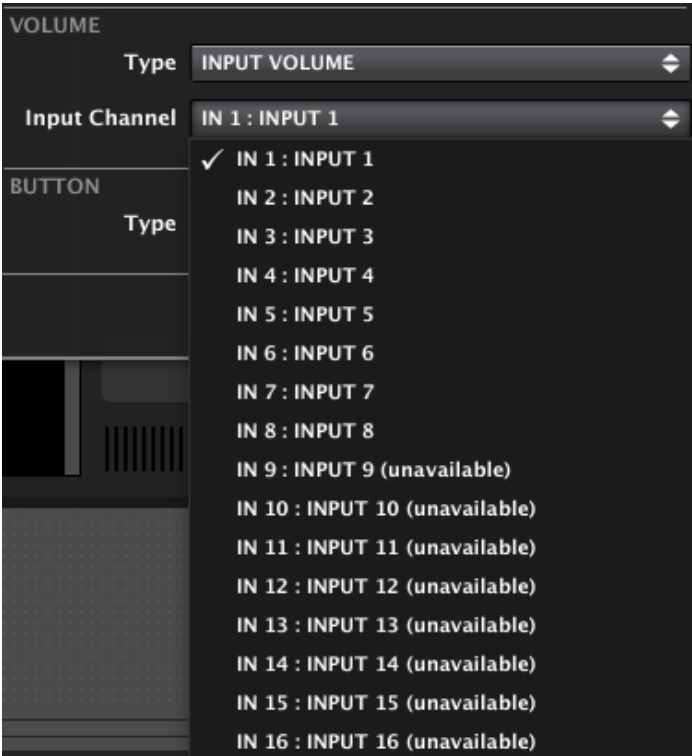 VOLUME
Type INPUT VOLUME
Input Channel IN 1 : INPUT 1
✓ IN 1 : INPUT 1
BUTTON
IN 2 : INPUT 2
Type
IN 3 : INPUT 3
IN 4 : INPUT 4
IN 5 : INPUT 5
IN 6 : INPUT 6
IN 7 : INPUT 7
IN 8 : INPUT 8
IN 9 : INPUT 9 (unavailable)
IN 10 : INPUT 10 (unavailable)
IN 11 : INPUT 11 (unavailable)
IN 12 : INPUT 12 (unavailable)
IN 13 : INPUT 13 (unavailable)
IN 14 : INPUT 14 (unavailable)
IN 15 : INPUT 15 (unavailable)
IN 16 : INPUT 16 (unavailable)